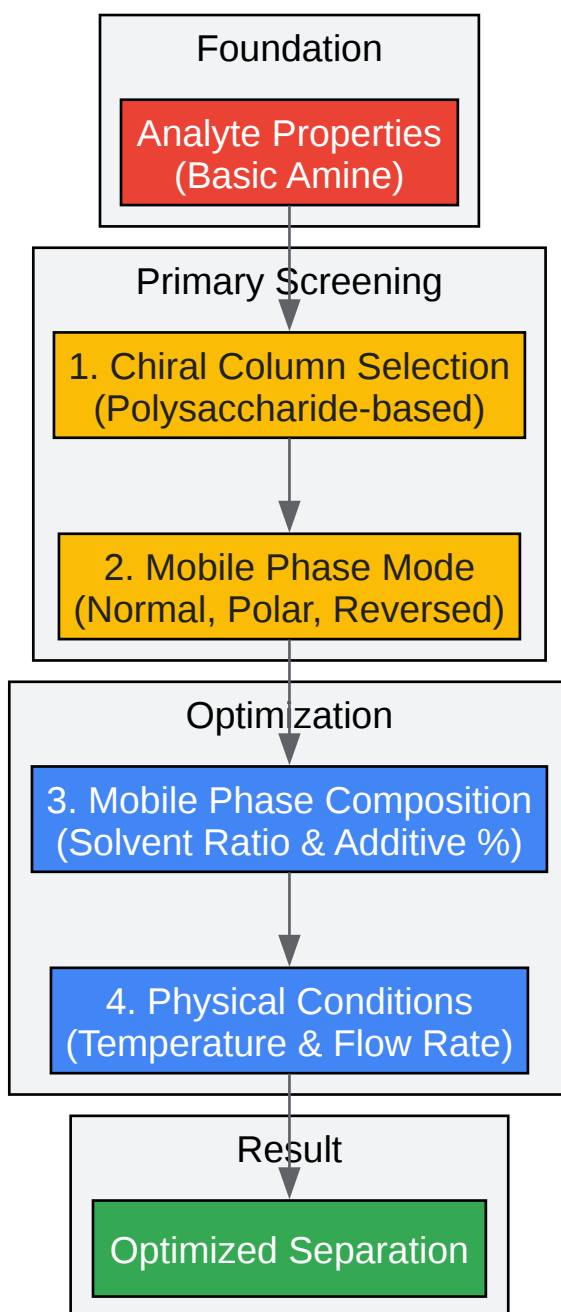 Foundation
Analyte Properties
(Basic Amine)
Primary Screening
1. Chiral Column Selection
(Polysaccharide-based)
2. Mobile Phase Mode
(Normal, Polar, Reversed)
Optimization
3. Mobile Phase Composition
(Solvent Ratio & Additive %)
4. Physical Conditions
(Temperature & Flow Rate)
Result
Optimized Separation